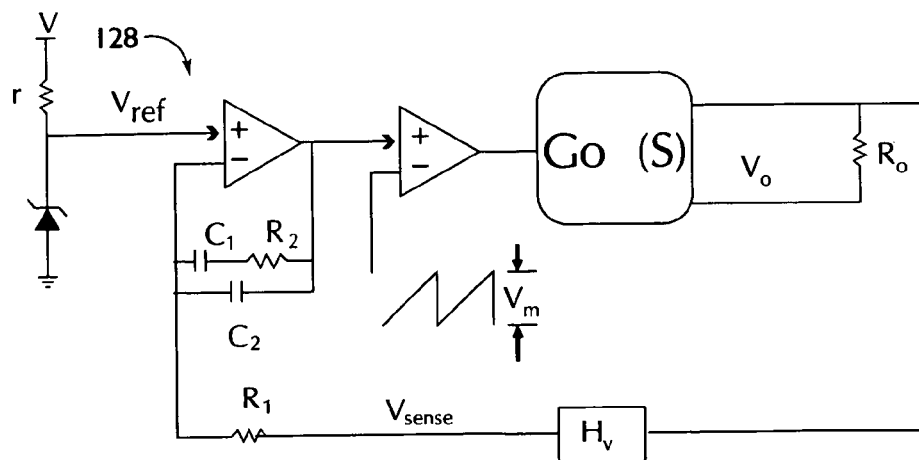 V
128
r
V_ref
+
−
+
−
Go (S)
V_o
R_o
C_1
R_2
C_2
V_m
R_1
V_sense
H_v